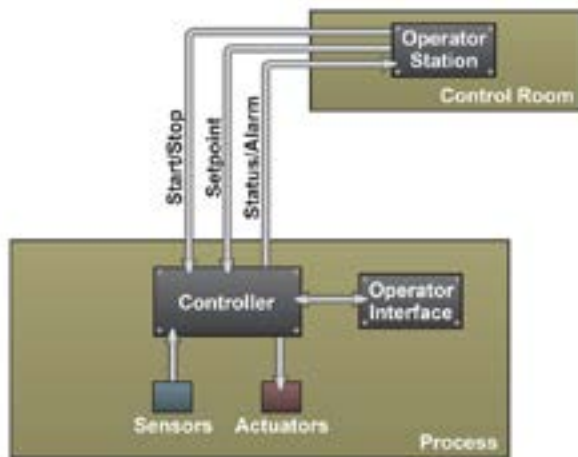 Operator
Station
Control Room
Start/Stop
Setpoint
Status/Alarm
Controller
Operator
Interface
Sensors
Actuators
Process